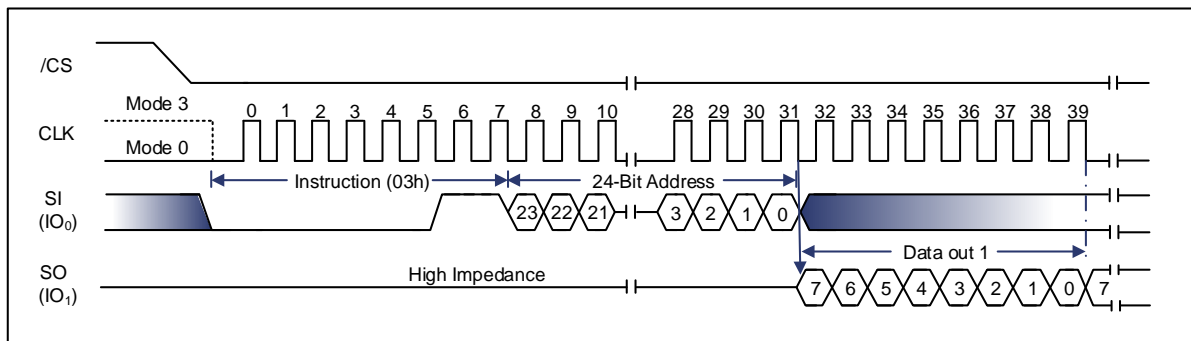 /CS
Mode 3
0 1 2 3 4 5 6 7 8 9 10 28 29 30 31 32 33 34 35 36 37 38 39
CLK
Mode 0
Instruction (03h) 24-Bit Address
SI
(IO₀)
23 22 21 3 2 1 0
Data out 1
SO
(IO₁)
High Impedance
7 6 5 4 3 2 1 0 7